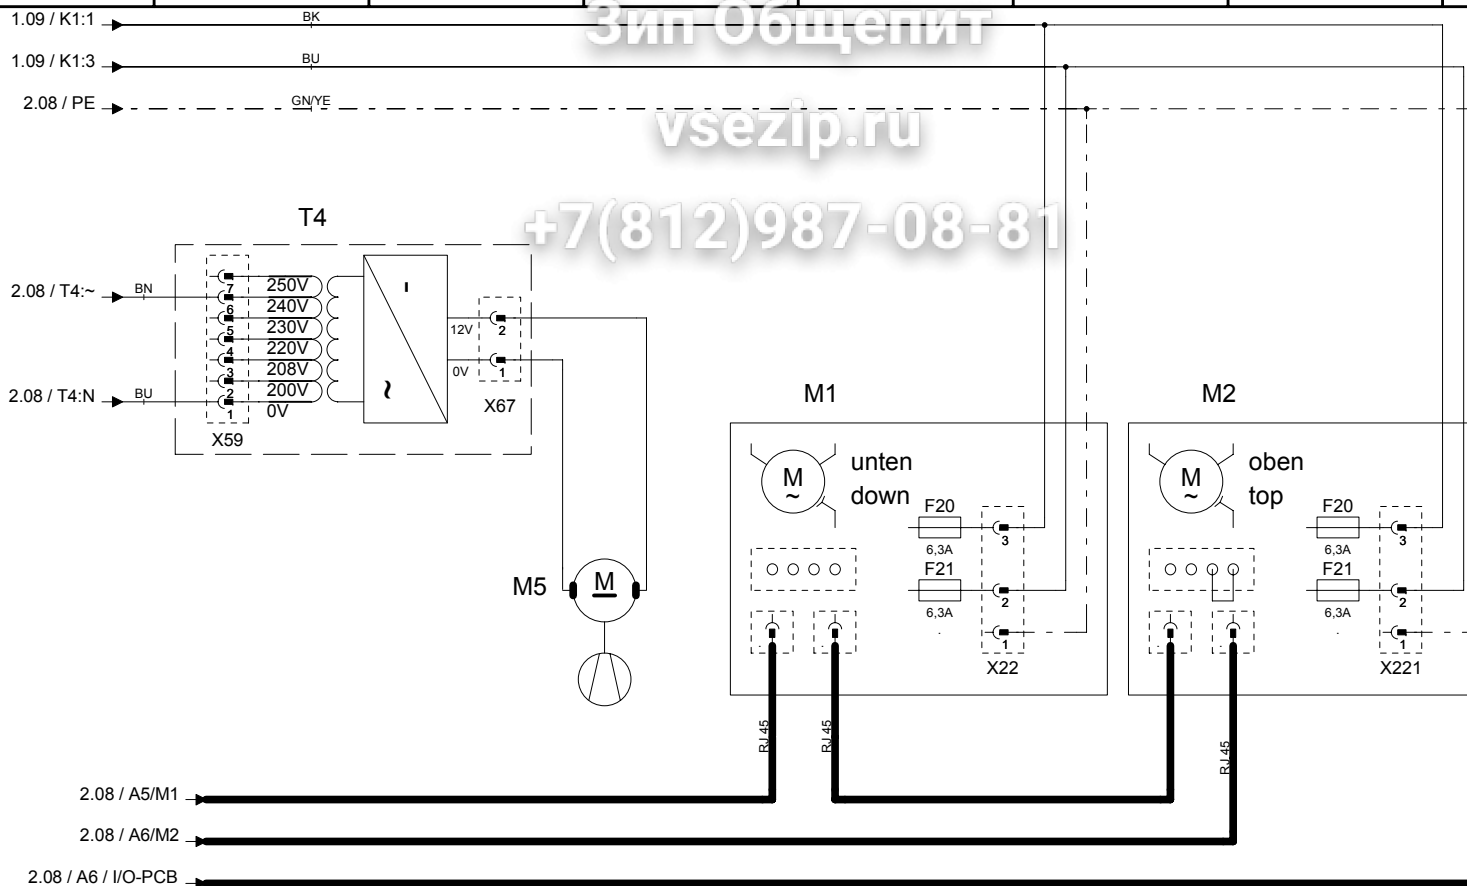 1.09 / K1:1
BK
Зип Общепит
1.09 / K1:3
BU
2.08 / PE
GN/YE
vsezip.ru
+7(812)987-08-81
T4
2.08 / T4:~
BN
7
250V
6
240V
5
230V
4
220V
3
208V
2
200V
1
0V
-
~
12V
2
0V
1
X59
X67
2.08 / T4:N
BU
M1
M
~
unten
down
F20
6,3A
3
F21
6,3A
2
1
X22
M2
M
~
oben
top
F20
6,3A
3
F21
6,3A
2
1
X221
M5
M
RJ 45
RJ 45
RJ 45
2.08 / A5/M1
2.08 / A6/M2
2.08 / A6 / I/O-PCB